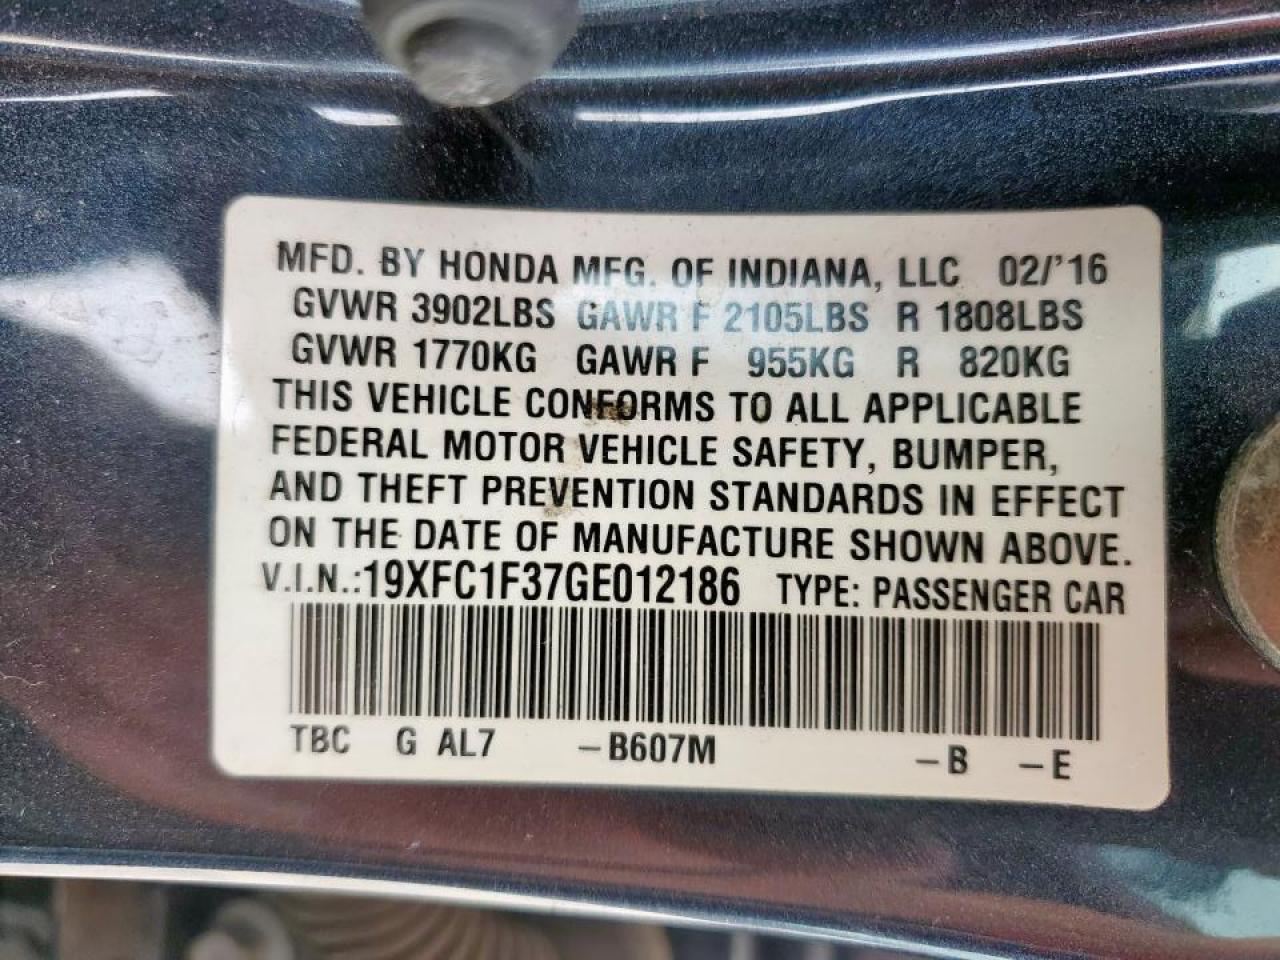 MFD. BY HONDA MFG. OF INDIANA, LLC 02/'16
GVWR 3902LBS GAWR F 2105LBS R 1808LBS
GVWR 1770KG GAWR F 955KG R 820KG
THIS VEHICLE CONFORMS TO ALL APPLICABLE
FEDERAL MOTOR VEHICLE SAFETY, BUMPER,
AND THEFT PREVENTION STANDARDS IN EFFECT
ON THE DATE OF MANUFACTURE SHOWN ABOVE.
V.I.N.:19XFC1F37GE012186 TYPE: PASSENGER CAR
TBC G AL7 –B607M –B –E